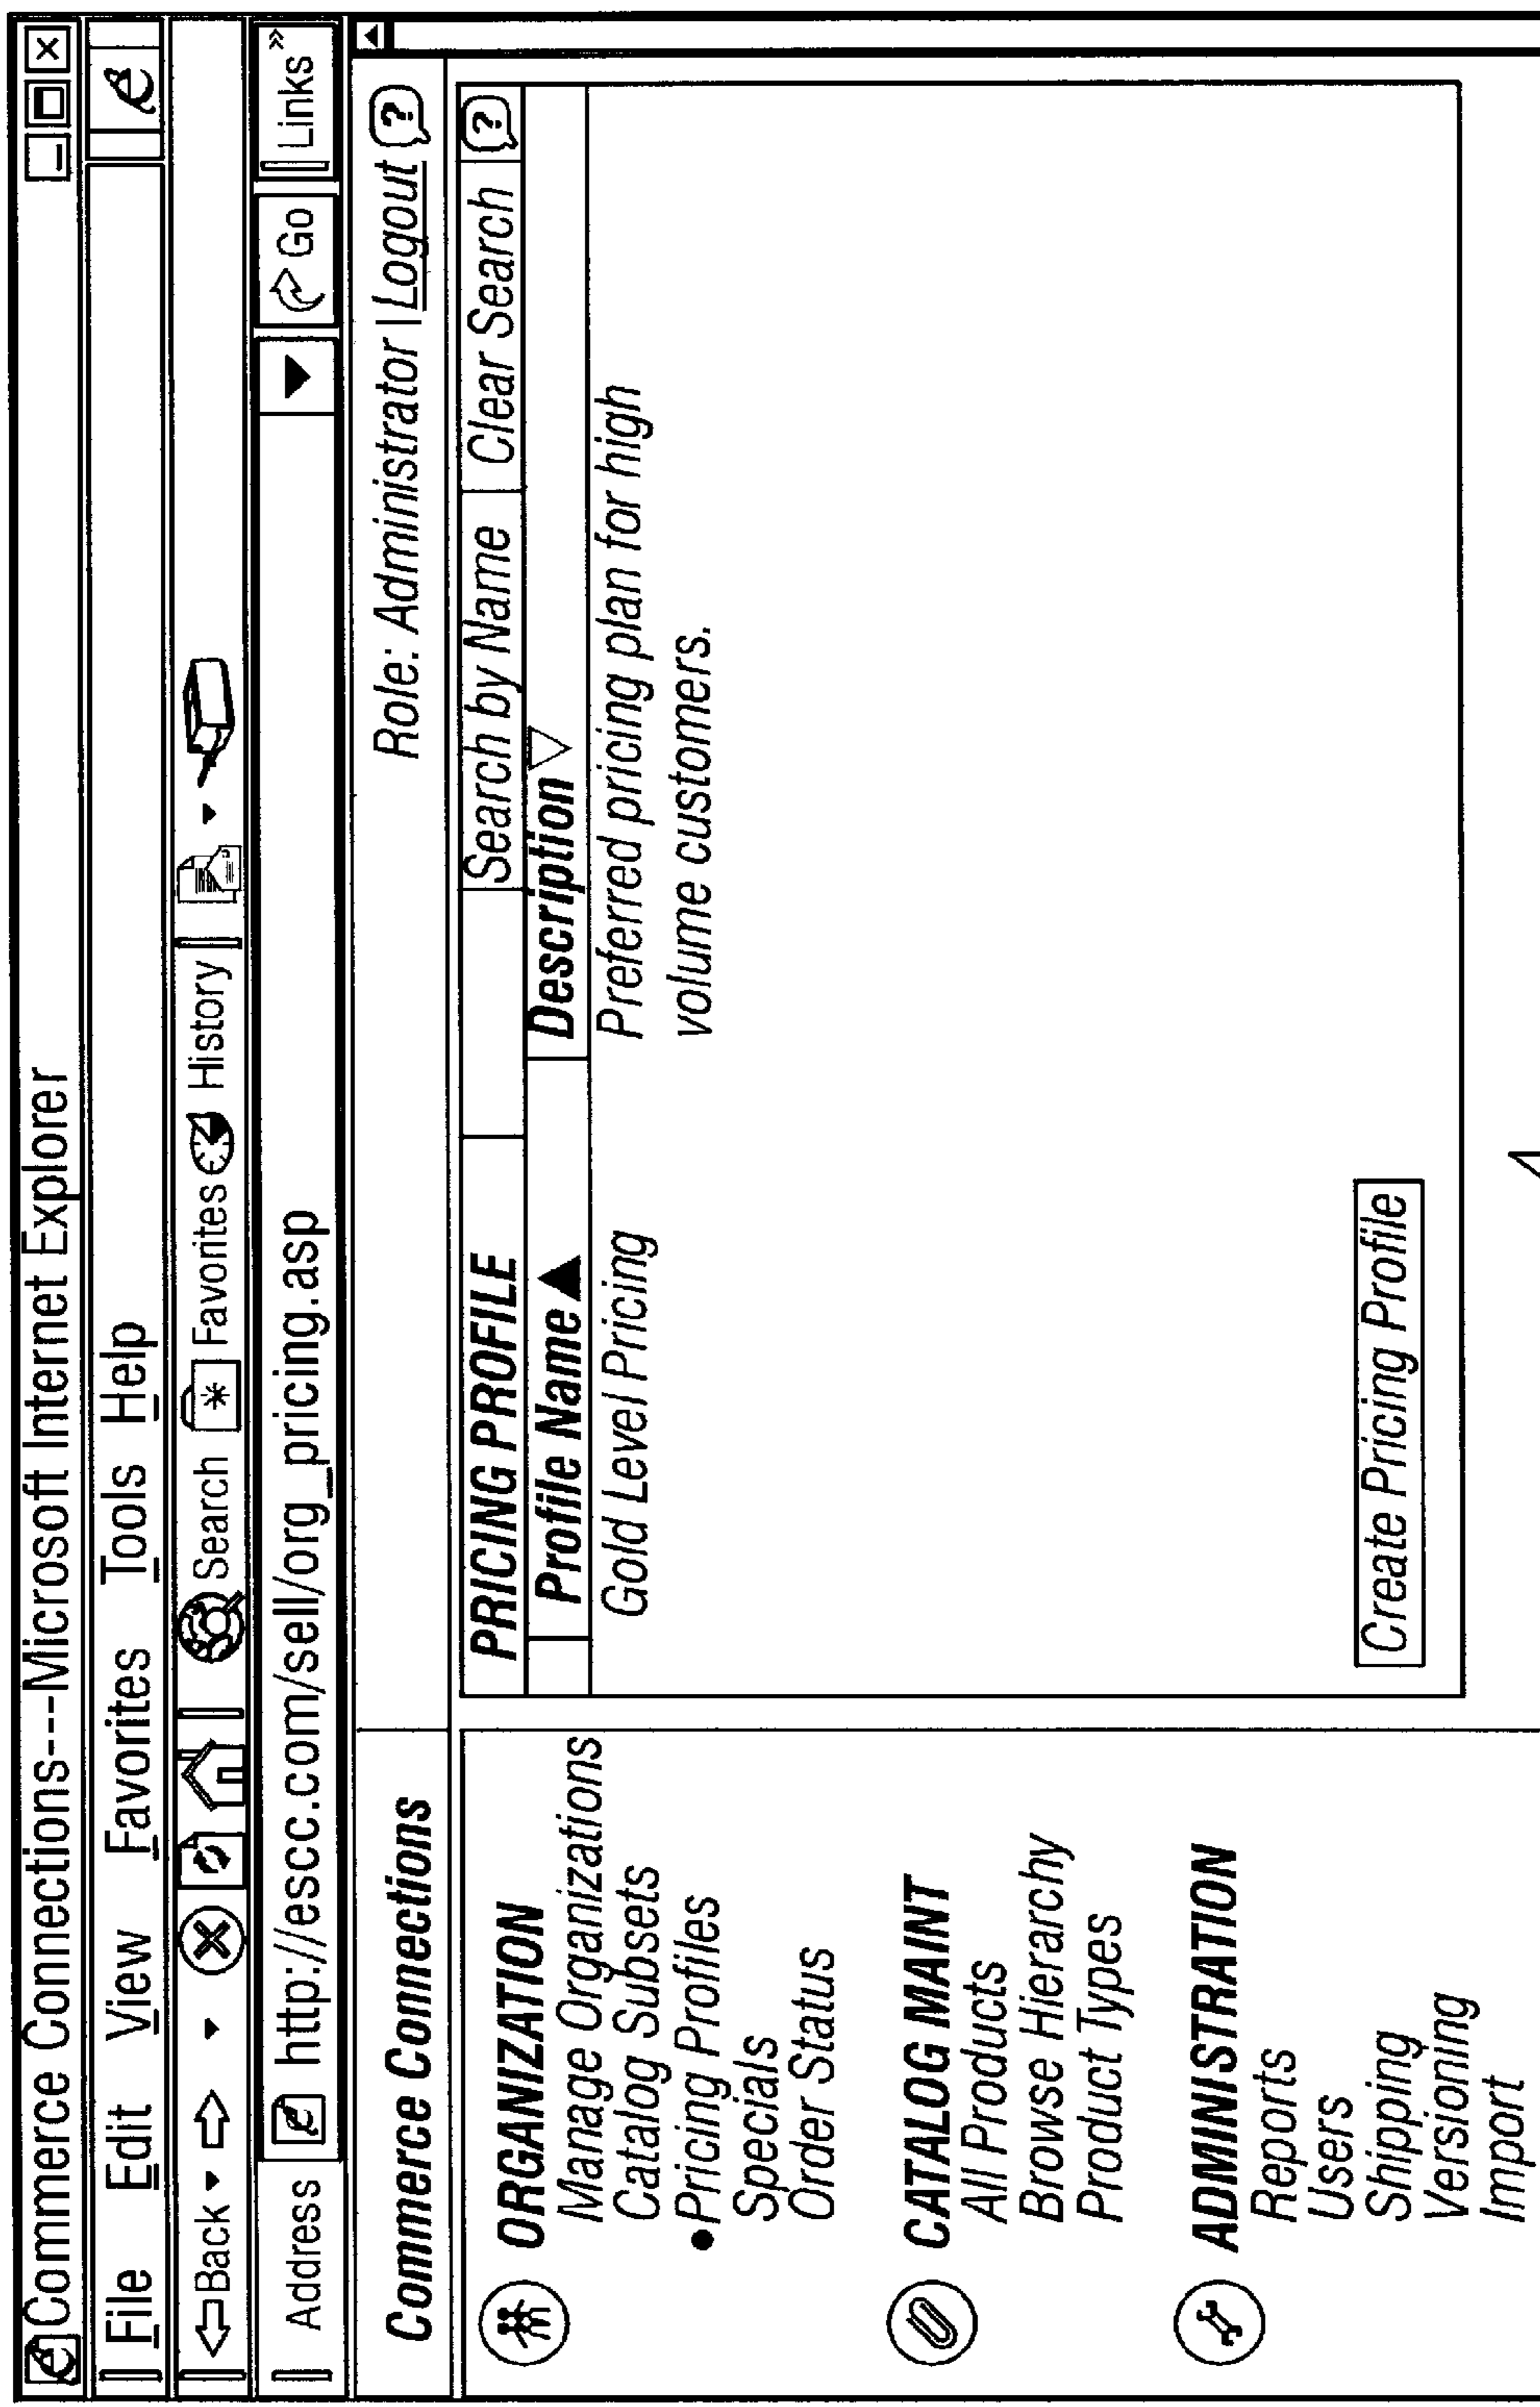 Commerce Connections---Microsoft Internet Explorer
File Edit View Favorites Tools Help
Back Search Favorites History
Address http://escc.com/sell/org_pricing.asp Go Links »
Commerce Connections Role: Administrator | Logout ?
PRICING PROFILE Search by Name Clear Search ?
Profile Name Description
Gold Level Pricing Preferred pricing plan for high
volume customers.
Create Pricing Profile
ORGANIZATION
Manage Organizations
Catalog Subsets
•Pricing Profiles
Specials
Order Status
CATALOG MAINT
All Products
Browse Hierarchy
Product Types
ADMINISTRATION
Reports
Users
Shipping
Versioning
Import